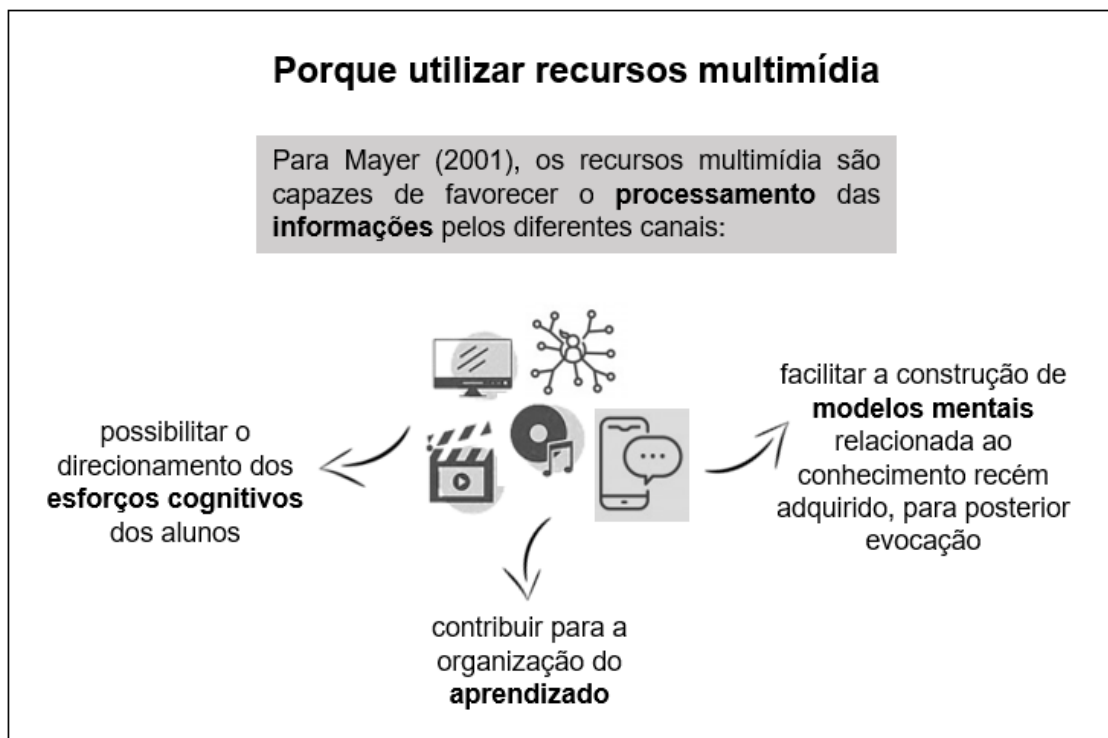 Porque utilizar recursos multimídia
Para Mayer (2001), os recursos multimídia são
capazes de favorecer o processamento das
informações pelos diferentes canais:
possibilitar o
direcionamento dos
esforços cognitivos
dos alunos
contribuir para a
organização do
aprendizado
facilitar a construção de
modelos mentais
relacionada ao
conhecimento recém
adquirido, para posterior
evocação